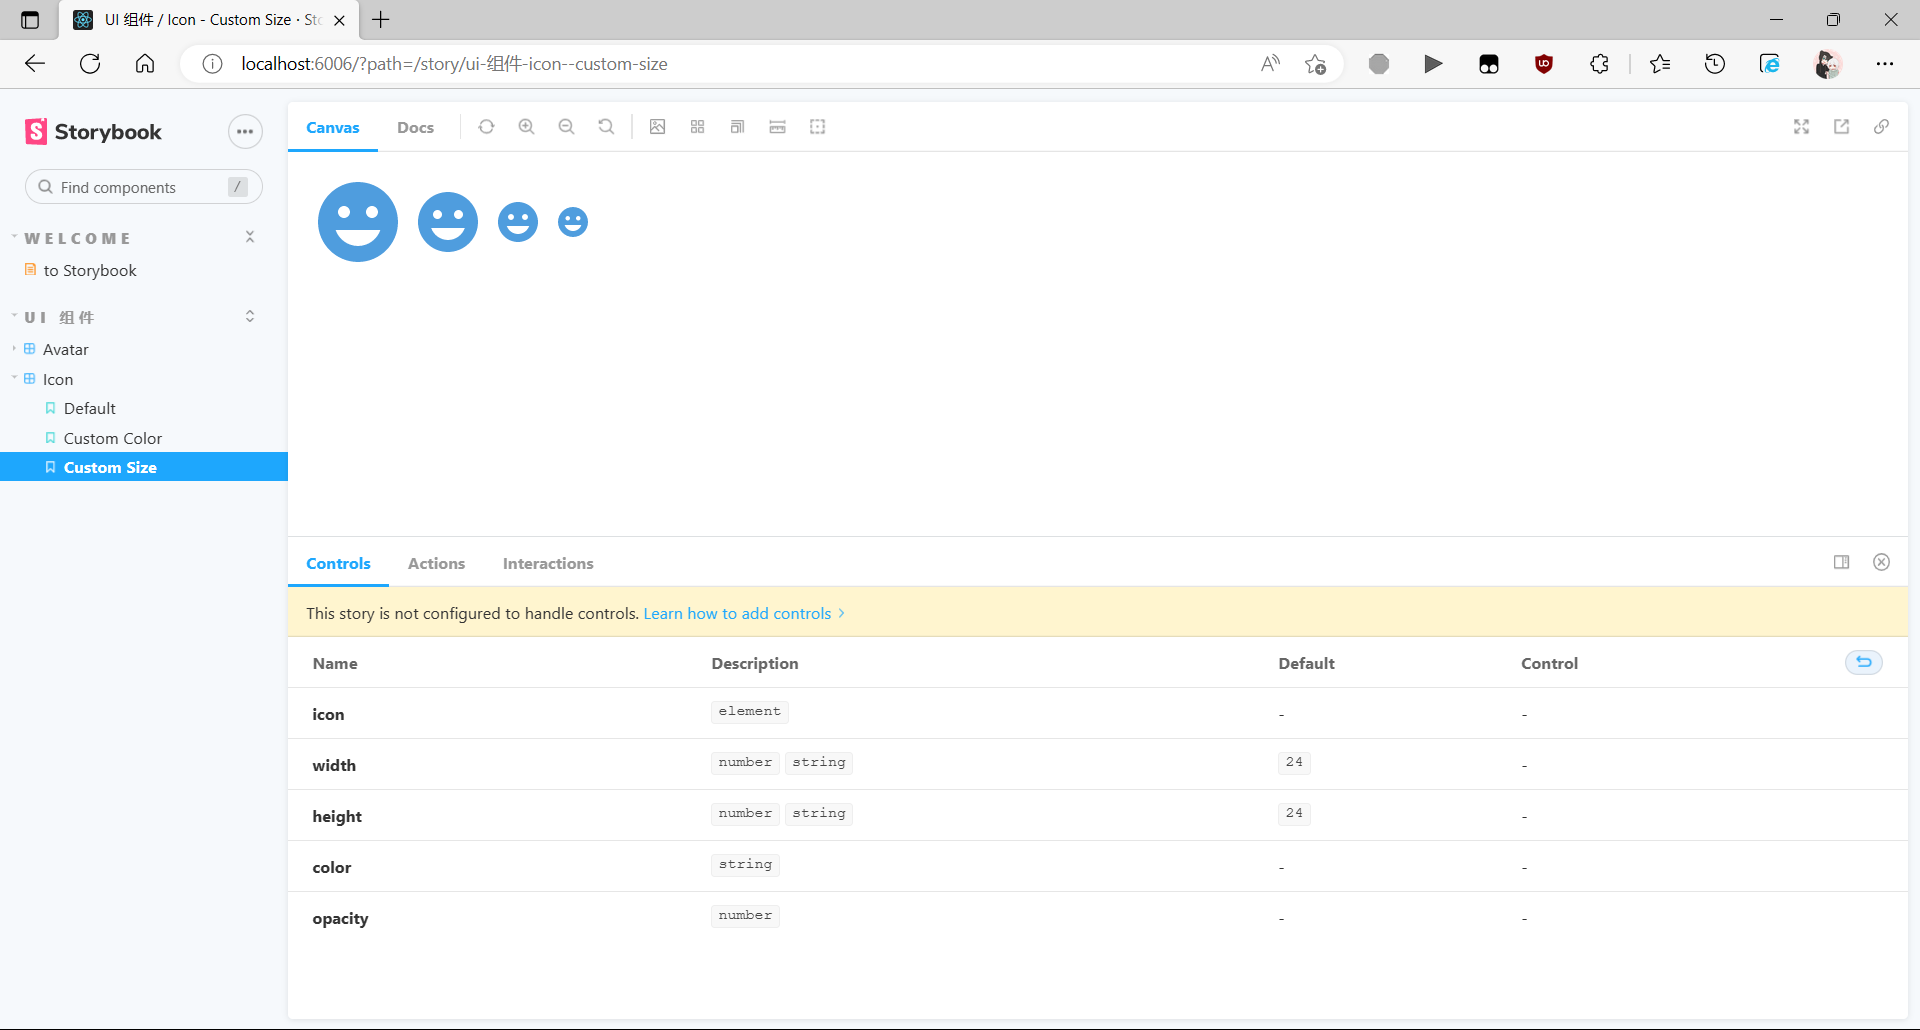 UI 组件 / Icon - Custom Size · Sto
localhost:6006/?path=/story/ui-组件-icon--custom-size
Storybook
Find components /
WELCOME
to Storybook
UI 组件
Avatar
Icon
Default
Custom Color
Custom Size
Canvas Docs
Controls Actions Interactions
This story is not configured to handle controls. Learn how to add controls
Name Description Default Control
icon element - -
width number string 24 -
height number string 24 -
color string - -
opacity number - -